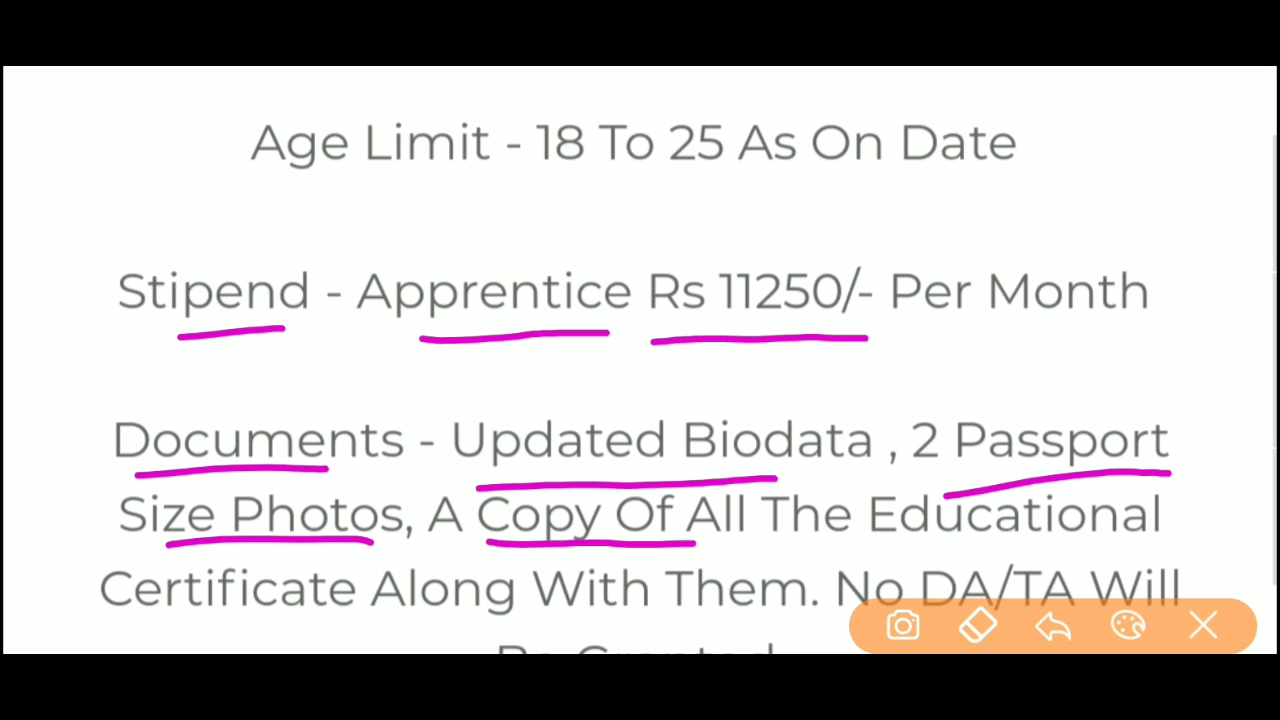 Age Limit - 18 To 25 As On Date
Stipend - Apprentice Rs 11250/- Per Month
Documents - Updated Biodata , 2 Passport
Size Photos, A Copy Of All The Educational
Certificate Along With Them. No DA/TA Will